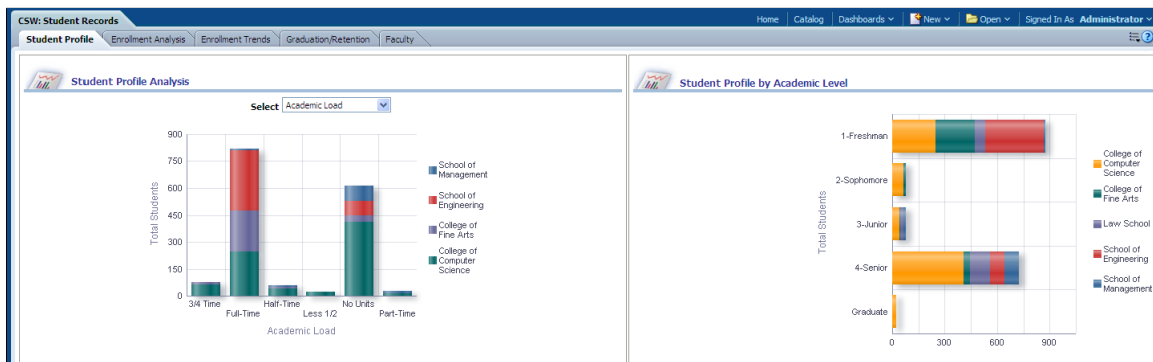 CSW: Student Records
Home Catalog Dashboards New Open Signed In As Administrator
Student Profile Enrollment Analysis Enrollment Trends Graduation/Retention Faculty
Student Profile Analysis
Select Academic Load
900
750
600
450
300
150
0
Total Students
3/4 Time Full-Time Half-Time Less 1/2 No Units Part-Time
Academic Load
School of
Management
School of
Engineering
College of
Fine Arts
College of
Computer
Science
Student Profile by Academic Level
Total Students
1-Freshman
2-Sophomore
3-Junior
4-Senior
Graduate
0 300 600 900
College of
Computer
Science
College of
Fine Arts
Law School
School of
Engineering
School of
Management